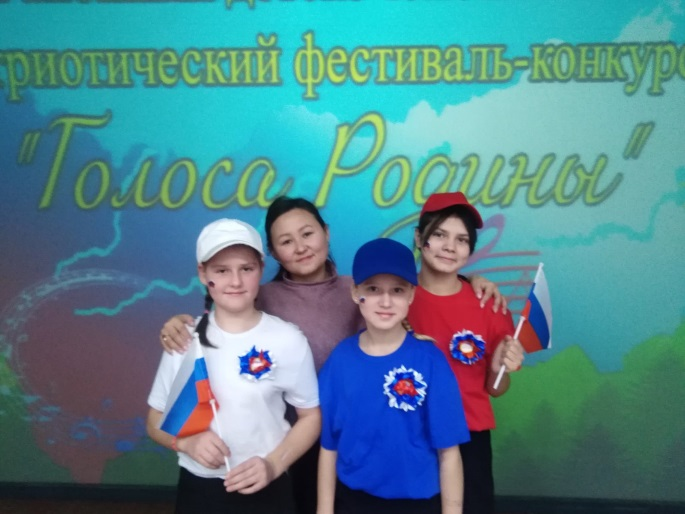 триотический фестиваль-конкурс
"Голоса Родины"